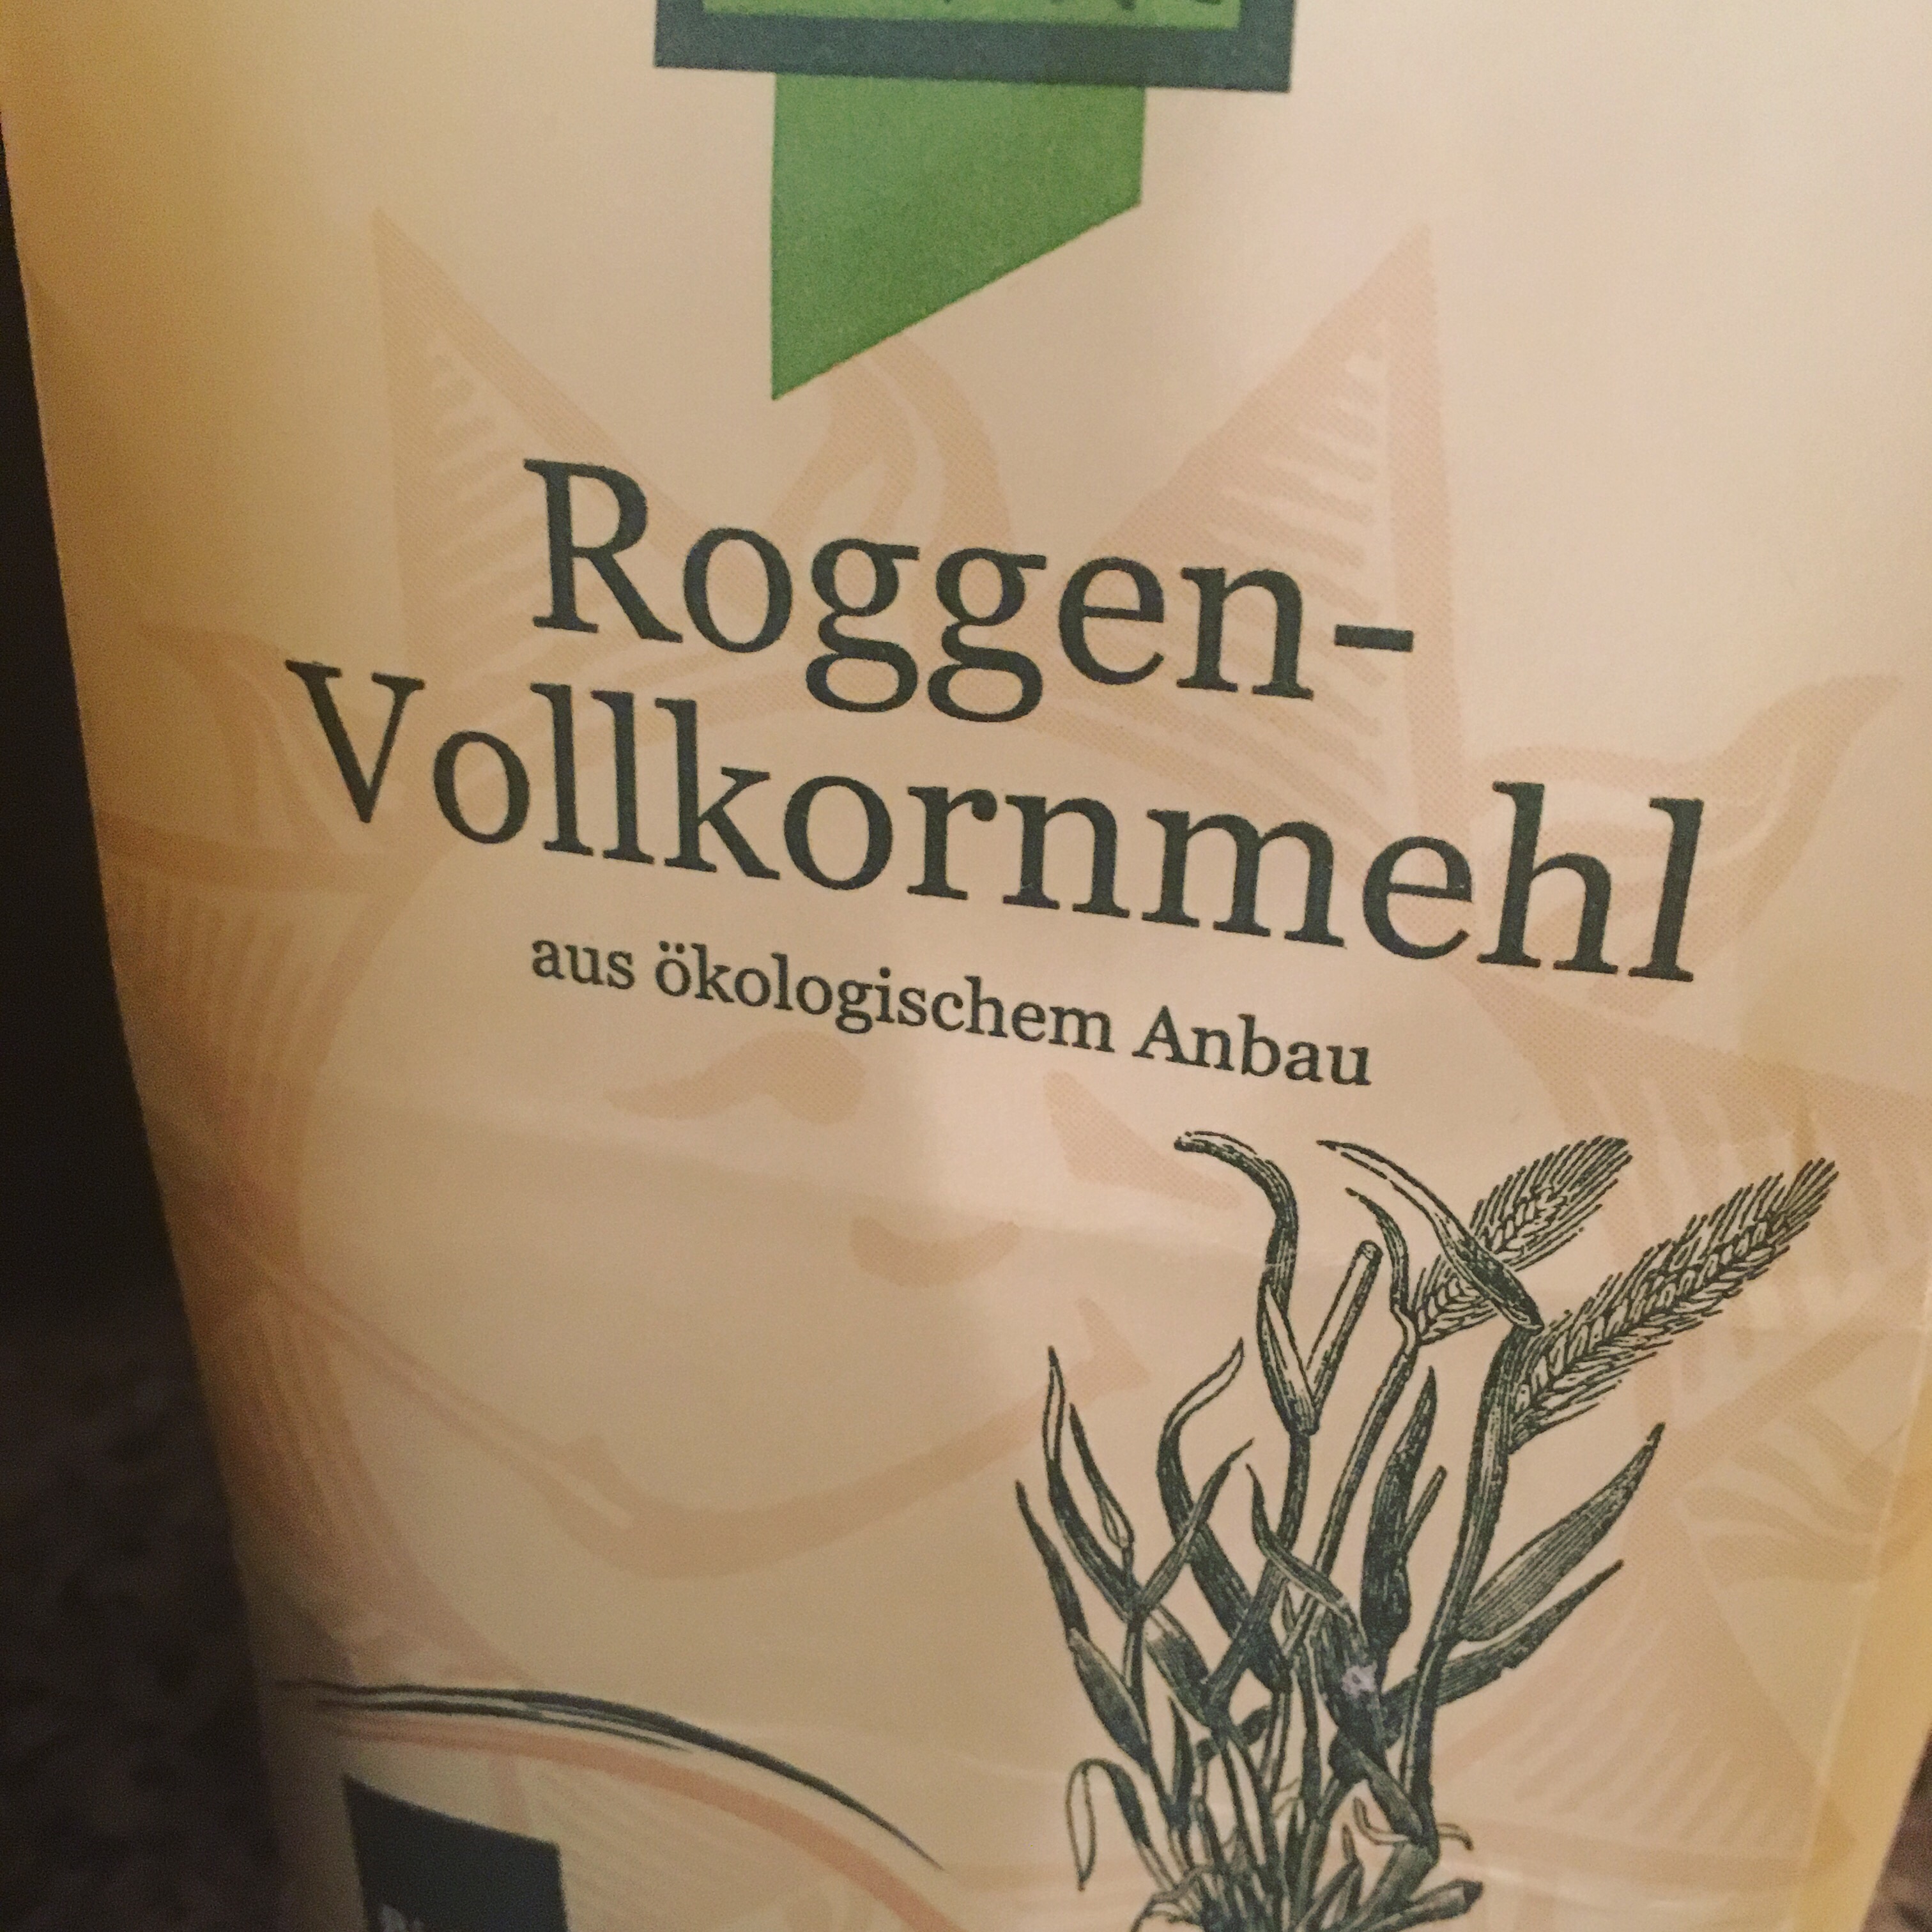 Roggen-
Vollkornmehl
aus ökologischem Anbau